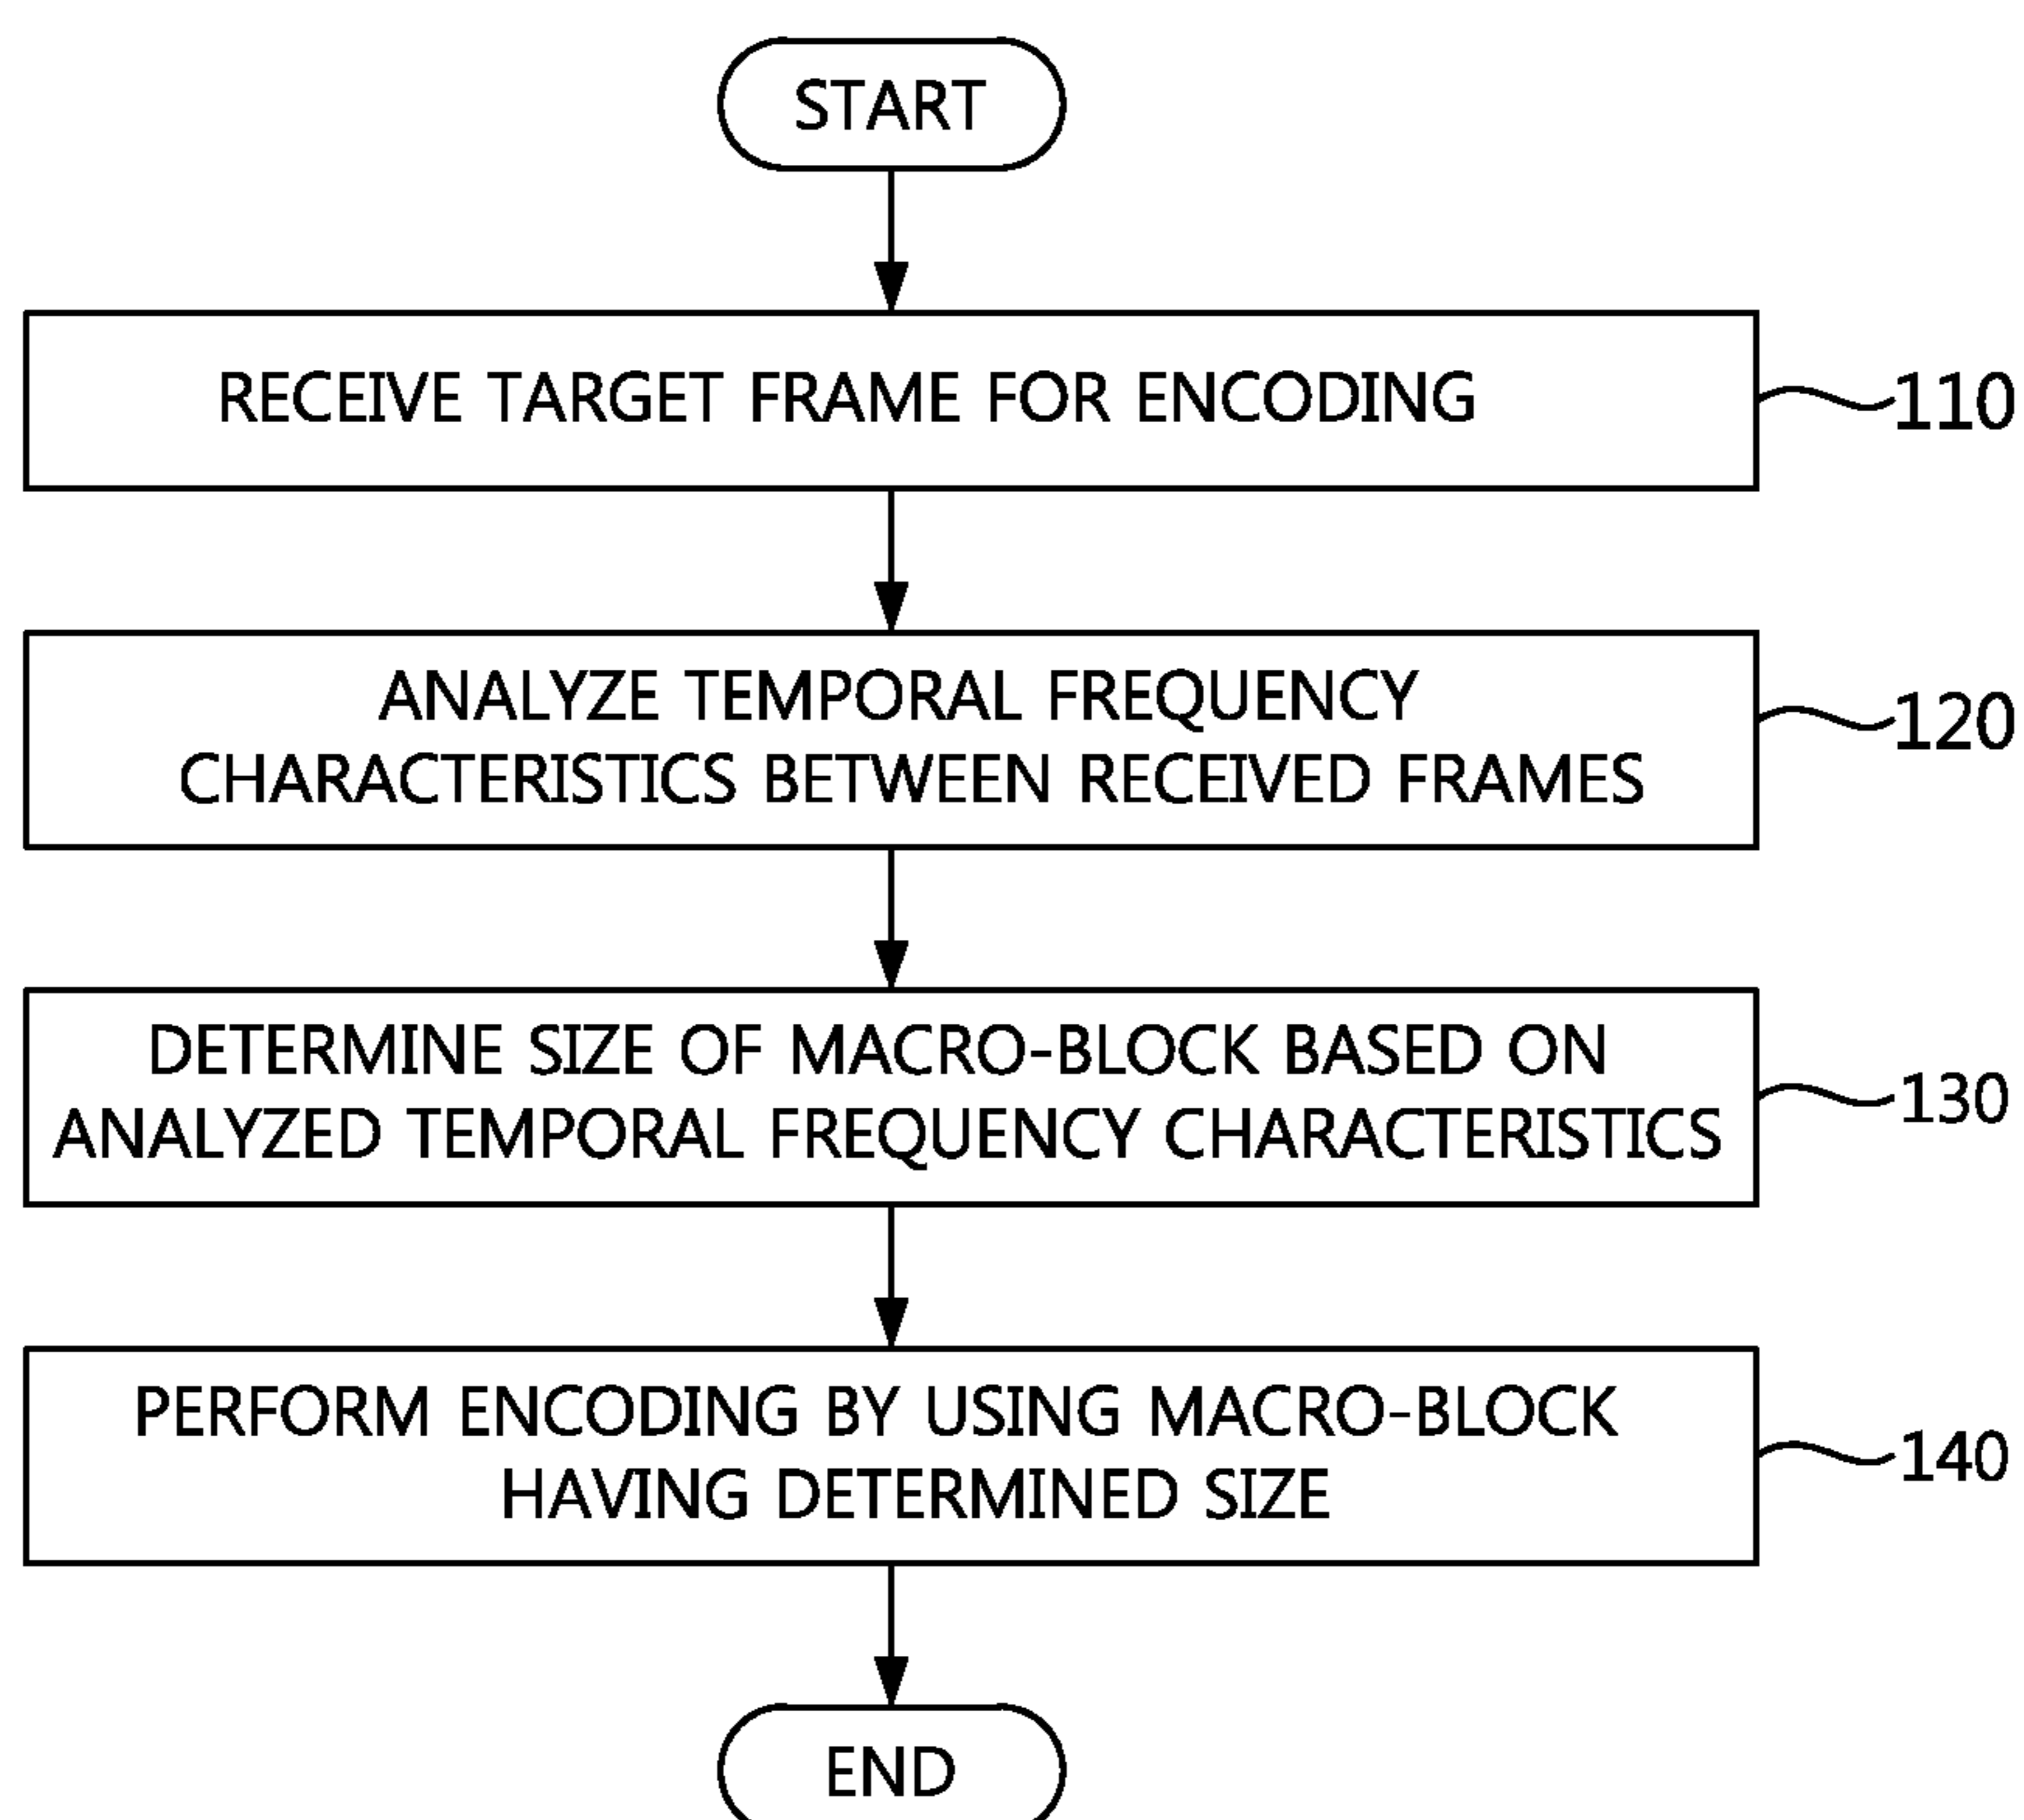 START
RECEIVE TARGET FRAME FOR ENCODING
110
ANALYZE TEMPORAL FREQUENCY
CHARACTERISTICS BETWEEN RECEIVED FRAMES
120
DETERMINE SIZE OF MACRO-BLOCK BASED ON
ANALYZED TEMPORAL FREQUENCY CHARACTERISTICS
130
PERFORM ENCODING BY USING MACRO-BLOCK
HAVING DETERMINED SIZE
140
END